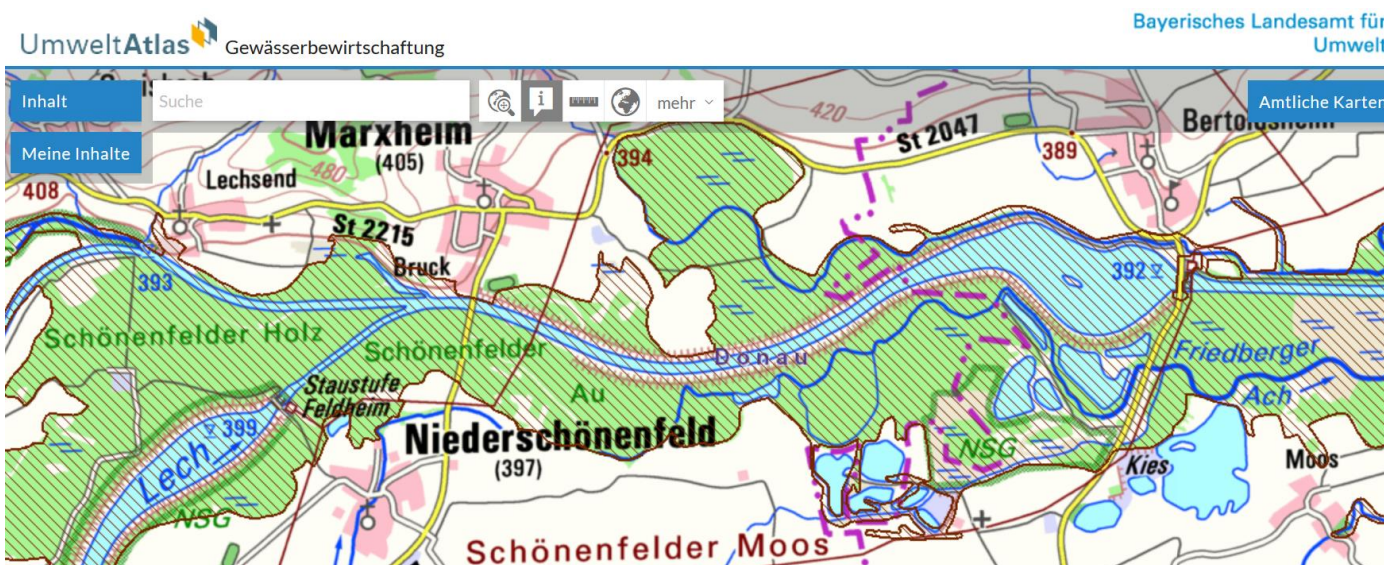 UmweltAtlas Gewässerbewirtschaftung
Bayerisches Landesamt für
Umwelt
Inhalt
Suche
mehr
Amtliche Karten
Meine Inhalte
Marxheim
(405)
Lechsend
480
408
St 2215
Bruck
393
394
420
St 2047
389
Bertoldsheim
392
Schönenfelder Holz
Schönenfelder
Au
Donau
Staustufe
Feldheim
399
Lech
NSG
Niederschönenfeld
(397)
Schönenfelder Moos
NSG
Friedberger
Ach
Kies
Moos